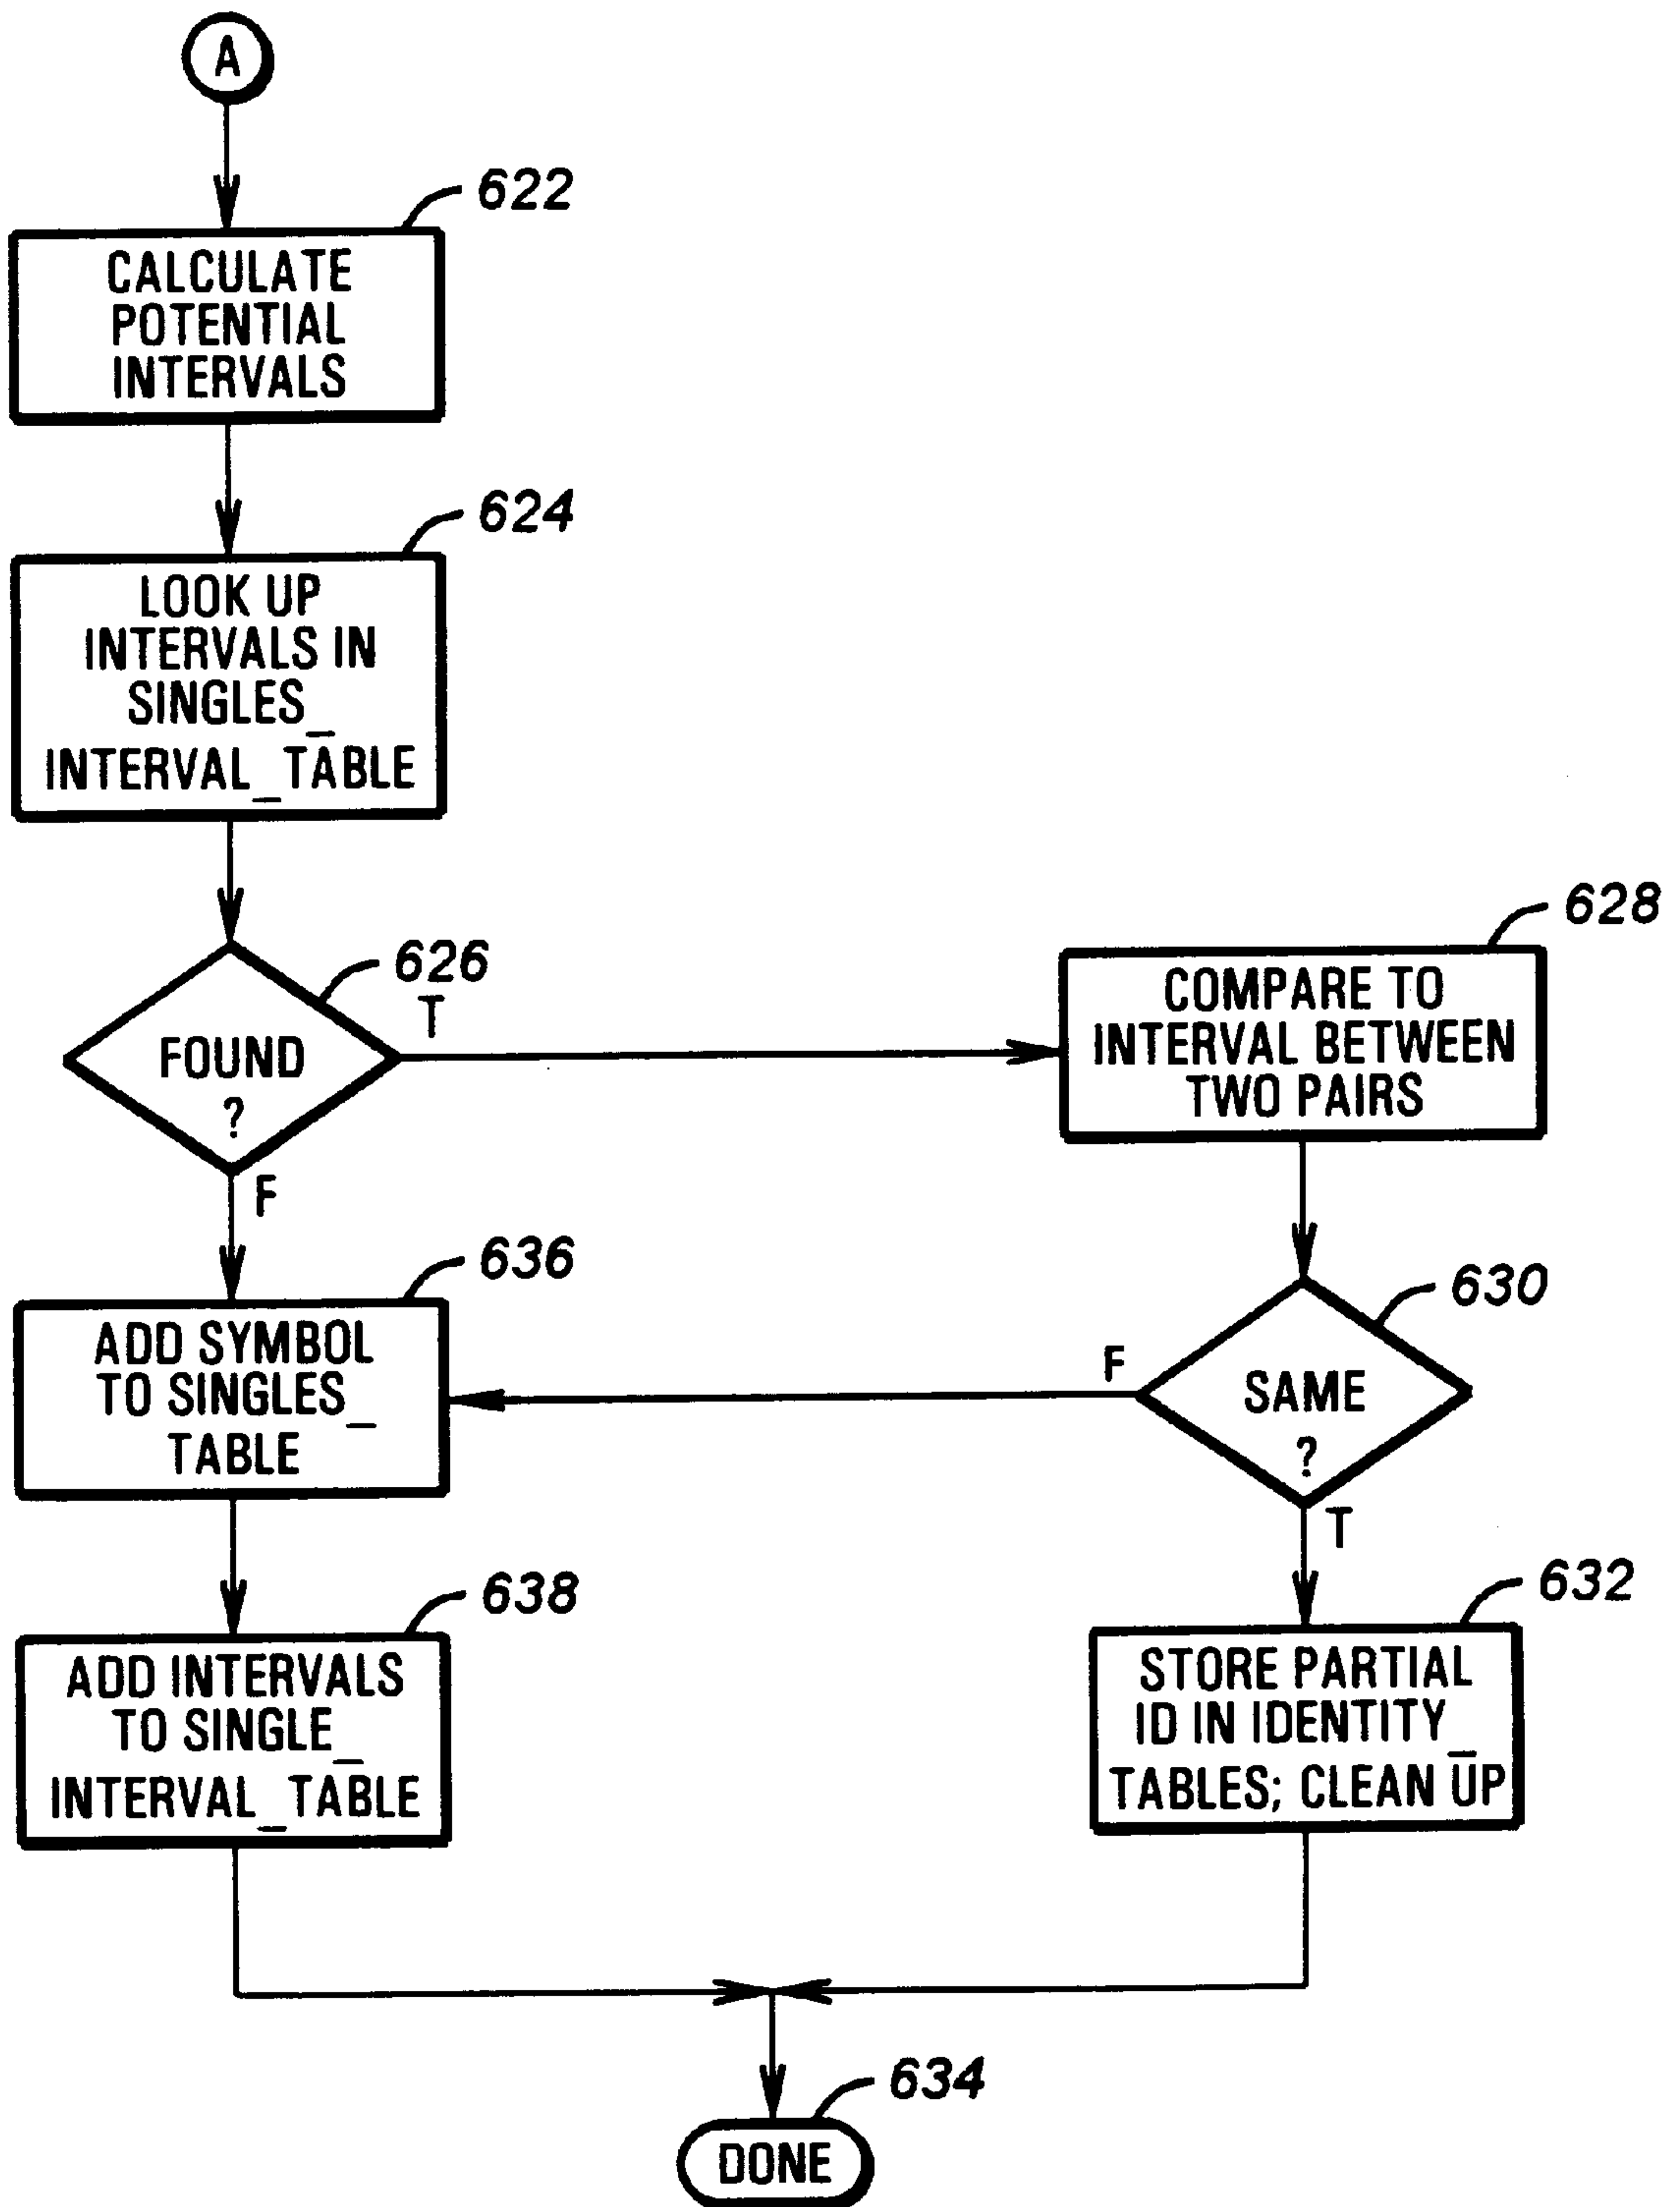 A
622
CALCULATE
POTENTIAL
INTERVALS
624
LOOK UP
INTERVALS IN
SINGLES_
INTERVAL_TABLE
626
T
FOUND
?
F
628
COMPARE TO
INTERVAL BETWEEN
TWO PAIRS
630
F
SAME
?
T
636
ADD SYMBOL
TO SINGLES_
TABLE
638
ADD INTERVALS
TO SINGLE_
INTERVAL_TABLE
632
STORE PARTIAL
ID IN IDENTITY_
TABLES; CLEAN UP
634
DONE